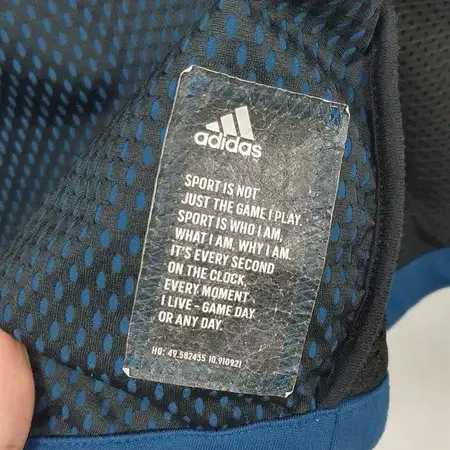 adidas
SPORT IS NOT
JUST THE GAME I PLAY.
SPORT IS WHO I AM,
WHAT I AM, WHY I AM.
IT'S EVERY SECOND
ON THE CLOCK,
EVERY MOMENT
I LIVE - GAME DAY
OR ANY DAY.
HQ: 49.582455 10.910921